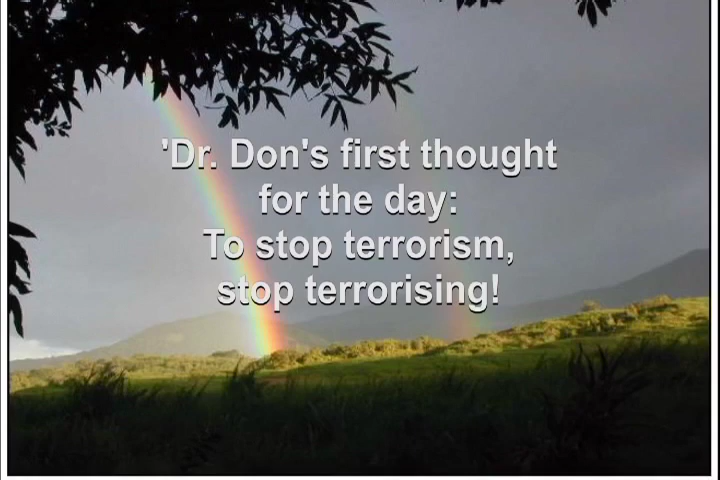 'Dr. Don's first thought
for the day:
To stop terrorism,
stop terrorising!